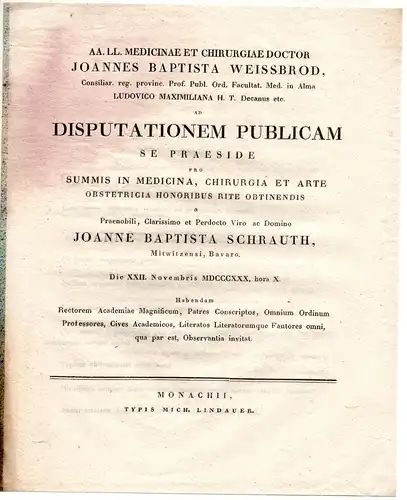 AA. LL. MEDICINAE ET CHIRURGIAE DOCTOR
JOANNES BAPTISTA WEISSBROD,
Consiliar. reg. provinc. Prof. Publ. Ord. Facultat. Med. in Alma
LUDOVICO MAXIMILIANA H. T. Decanus etc.
AD
DISPUTATIONEM PUBLICAM
SE PRAESIDE
PRO
SUMMIS IN MEDICINA, CHIRURGIA ET ARTE
OBSTETRICIA HONORIBUS RITE OBTINENDIS
a
Praenobili, Clarissimo et Perdocto Viro ac Domino
JOANNE BAPTISTA SCHRAUTH,
Mitwitzensi, Bavaro.
Die XXII. Novembris MDCCCXXX. hora X.
Habendam
Rectorem Academiae Magnificum, Patres Conscriptos, Omnium Ordinum
Professores, Cives Academicos, Literatos Literatorumque Fautores omni,
qua par est, Observantia invitat.
MONACHII,
TYPIS MICH. LINDAUER.